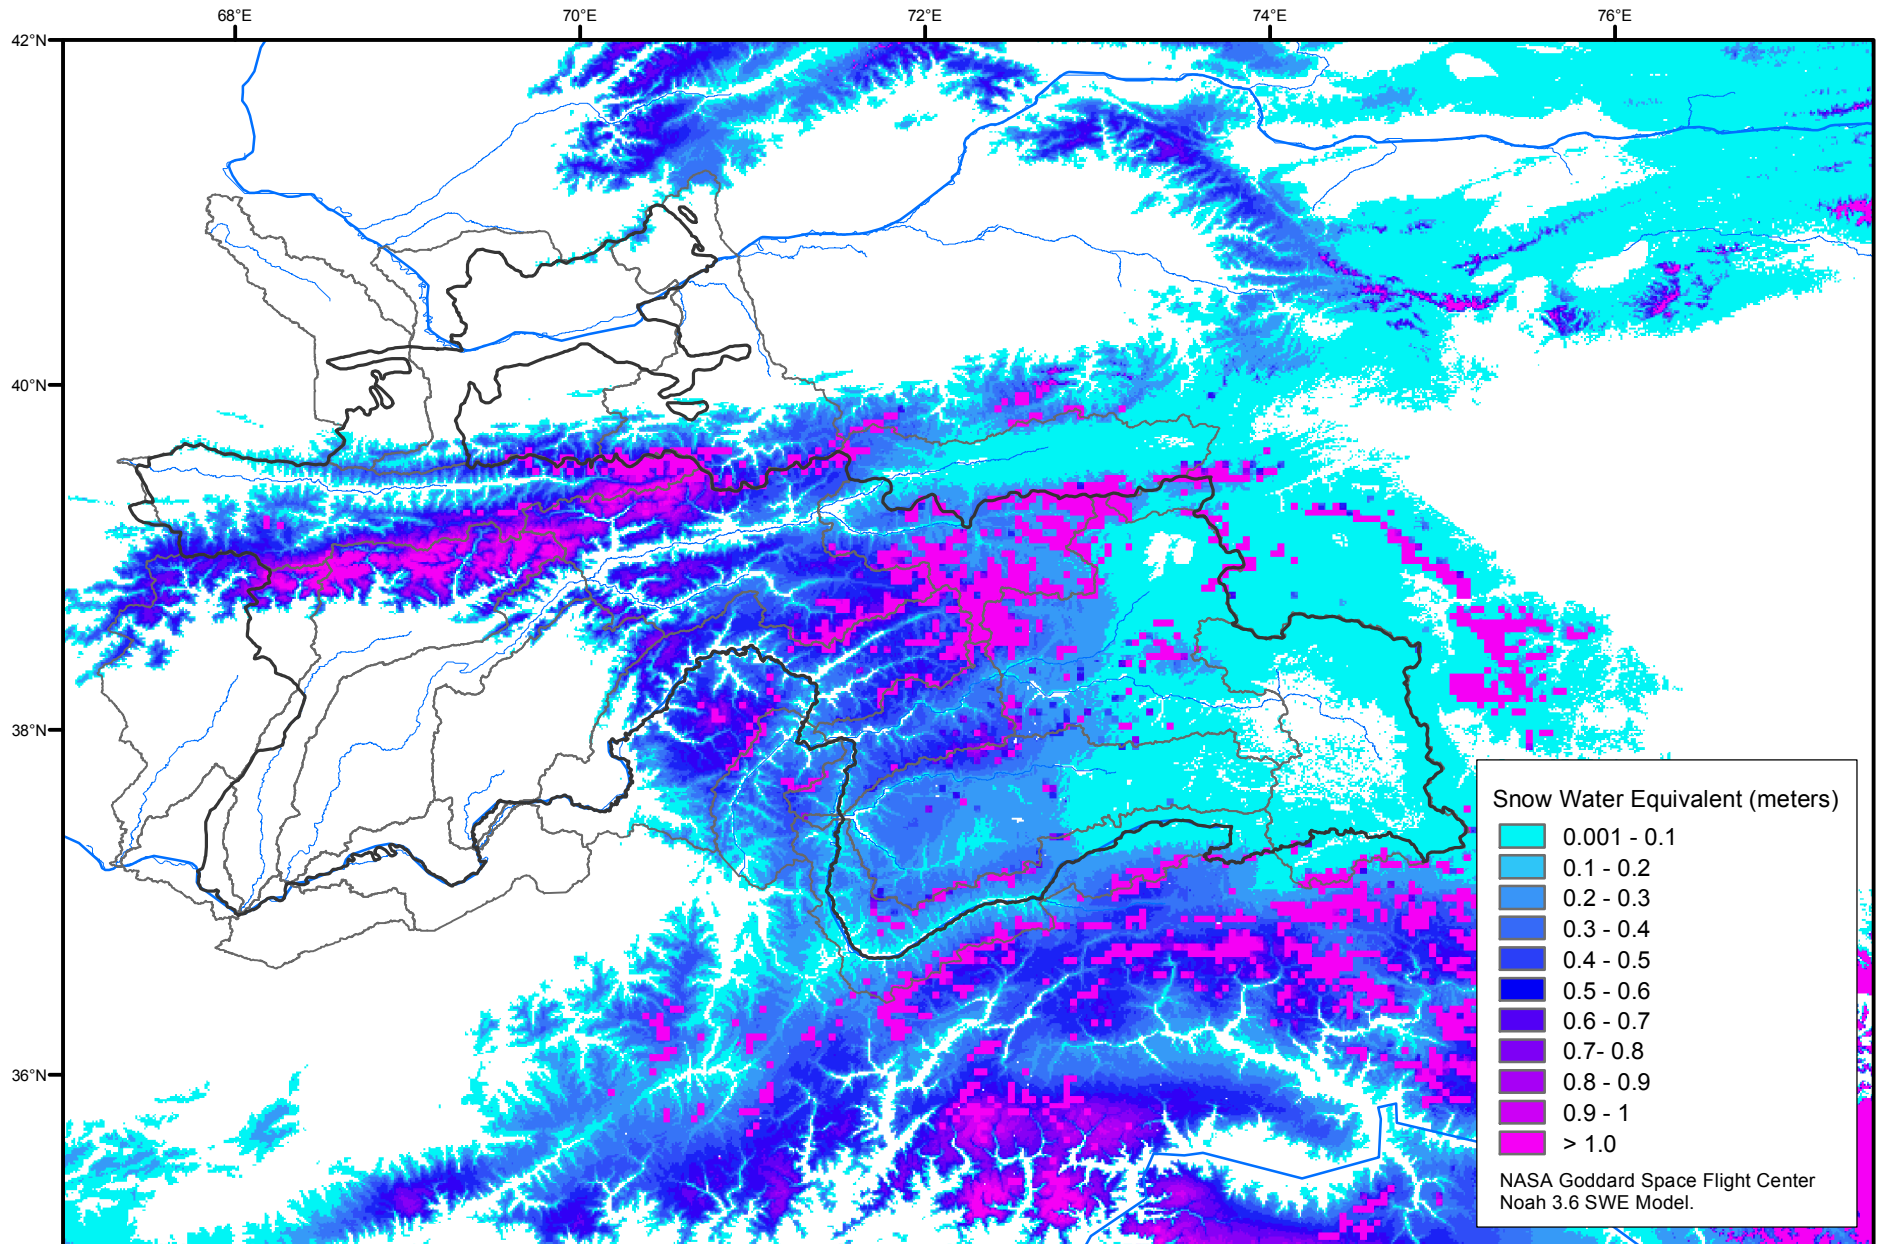 68°E
70°E
72°E
74°E
76°E
42°N
40°N
38°N
36°N
Snow Water Equivalent (meters)
0.001 - 0.1
0.1 - 0.2
0.2 - 0.3
0.3 - 0.4
0.4 - 0.5
0.5 - 0.6
0.6 - 0.7
0.7- 0.8
0.8 - 0.9
0.9 - 1
> 1.0
NASA Goddard Space Flight Center
Noah 3.6 SWE Model.